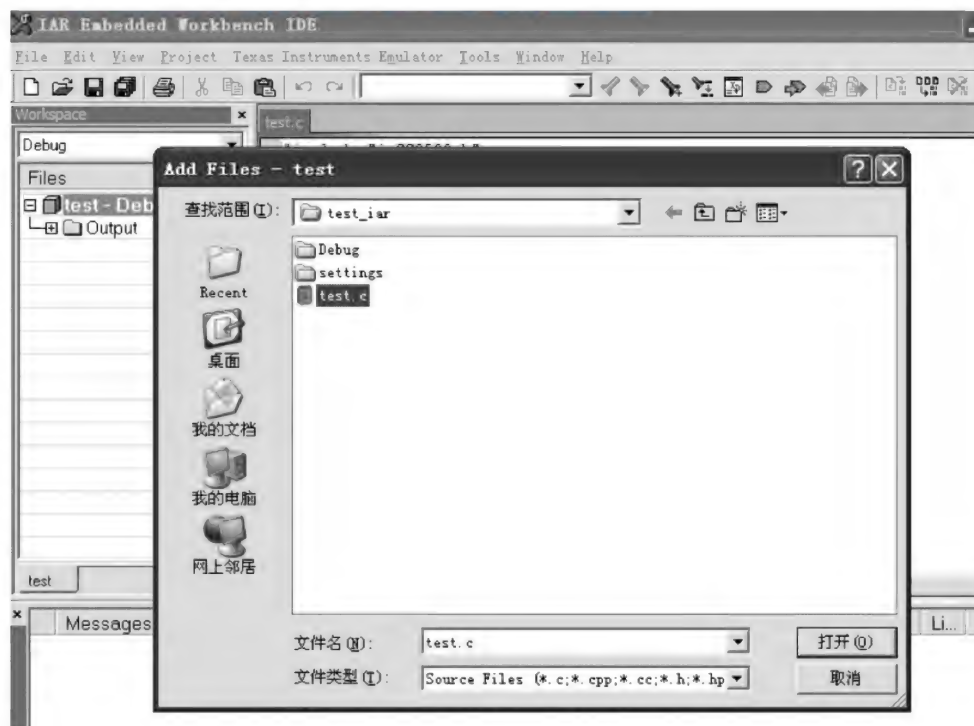 IAR Embedded Workbench IDE
File Edit View Project Texas Instruments Emulator Tools Window Help
Workspace
test.c
Debug
Files
test - Deb
Output
Add Files - test
查找范围(I):
test_iar
Debug
settings
test.c
Recent
桌面
我的文档
我的电脑
网上邻居
文件名(N):
test.c
打开(O)
文件类型(T):
Source Files (*.c;*.cpp;*.cc;*.h;*.hp
取消
test
Messages
Li...